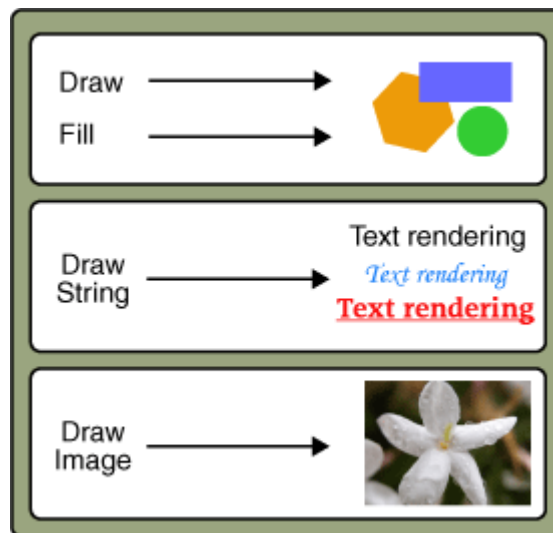 Draw
Fill
Draw
String
Text rendering
Text rendering
Text rendering
Draw
Image